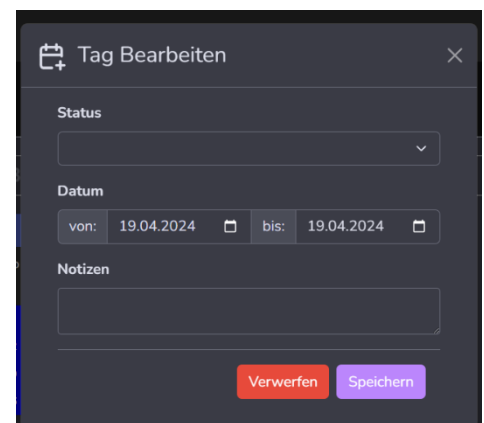 Tag Bearbeiten
Status
Datum
von: 19.04.2024 bis: 19.04.2024
Notizen
Verwerfen Speichern